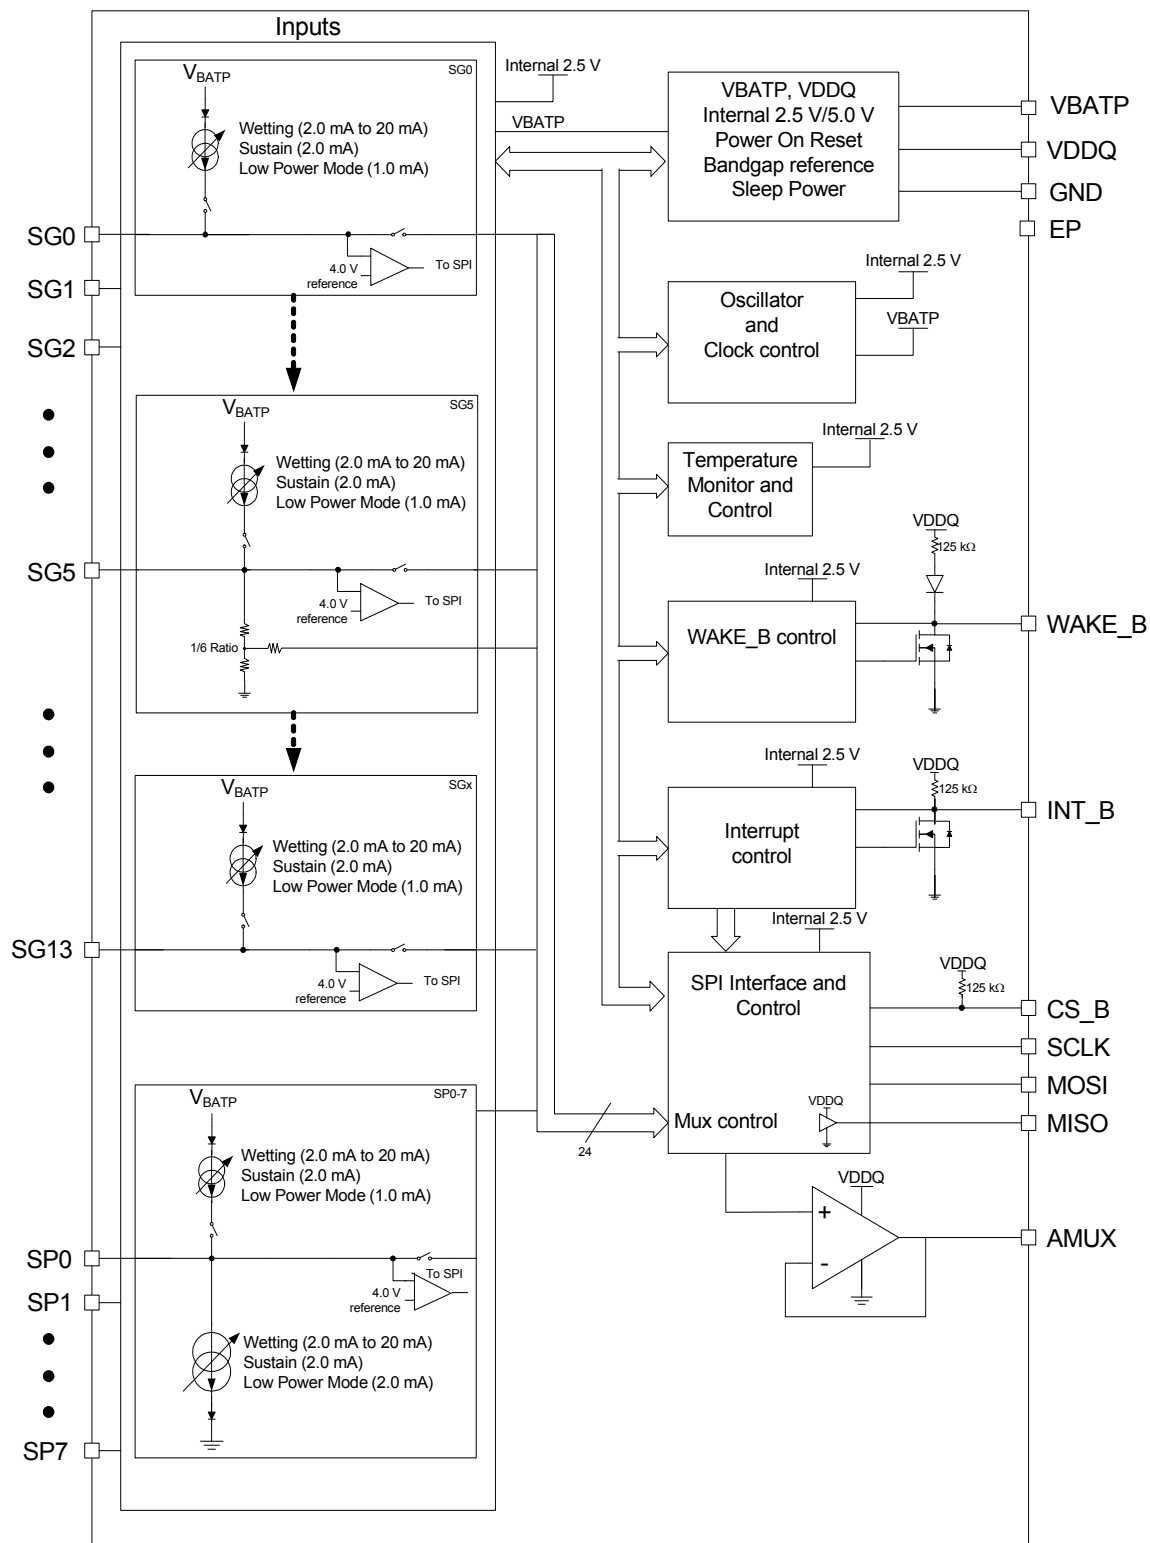 Inputs
SG0
VBATP
Wetting (2.0 mA to 20 mA)
Sustain (2.0 mA)
Low Power Mode (1.0 mA)
4.0 V
reference
To SPI
SG5
VBATP
Wetting (2.0 mA to 20 mA)
Sustain (2.0 mA)
Low Power Mode (1.0 mA)
4.0 V
reference
To SPI
1/6 Ratio
SGx
VBATP
Wetting (2.0 mA to 20 mA)
Sustain (2.0 mA)
Low Power Mode (1.0 mA)
4.0 V
reference
To SPI
SP0-7
VBATP
Wetting (2.0 mA to 20 mA)
Sustain (2.0 mA)
Low Power Mode (1.0 mA)
To SPI
4.0 V
reference
Wetting (2.0 mA to 20 mA)
Sustain (2.0 mA)
Low Power Mode (2.0 mA)
SG0
SG1
SG2
SG5
SG13
SP0
SP1
SP7
Internal 2.5 V
VBATP
VBATP, VDDQ
Internal 2.5 V/5.0 V
Power On Reset
Bandgap reference
Sleep Power
Internal 2.5 V
VBATP
Oscillator
and
Clock control
Internal 2.5 V
Temperature
Monitor and
Control
Internal 2.5 V
WAKE_B control
VDDQ
125 kΩ
Internal 2.5 V
Interrupt
control
VDDQ
125 kΩ
Internal 2.5 V
SPI Interface and
Control
VDDQ
125 kΩ
Mux control
VDDQ
24
VDDQ
+
-
VBATP
VDDQ
GND
EP
WAKE_B
INT_B
CS_B
SCLK
MOSI
MISO
AMUX